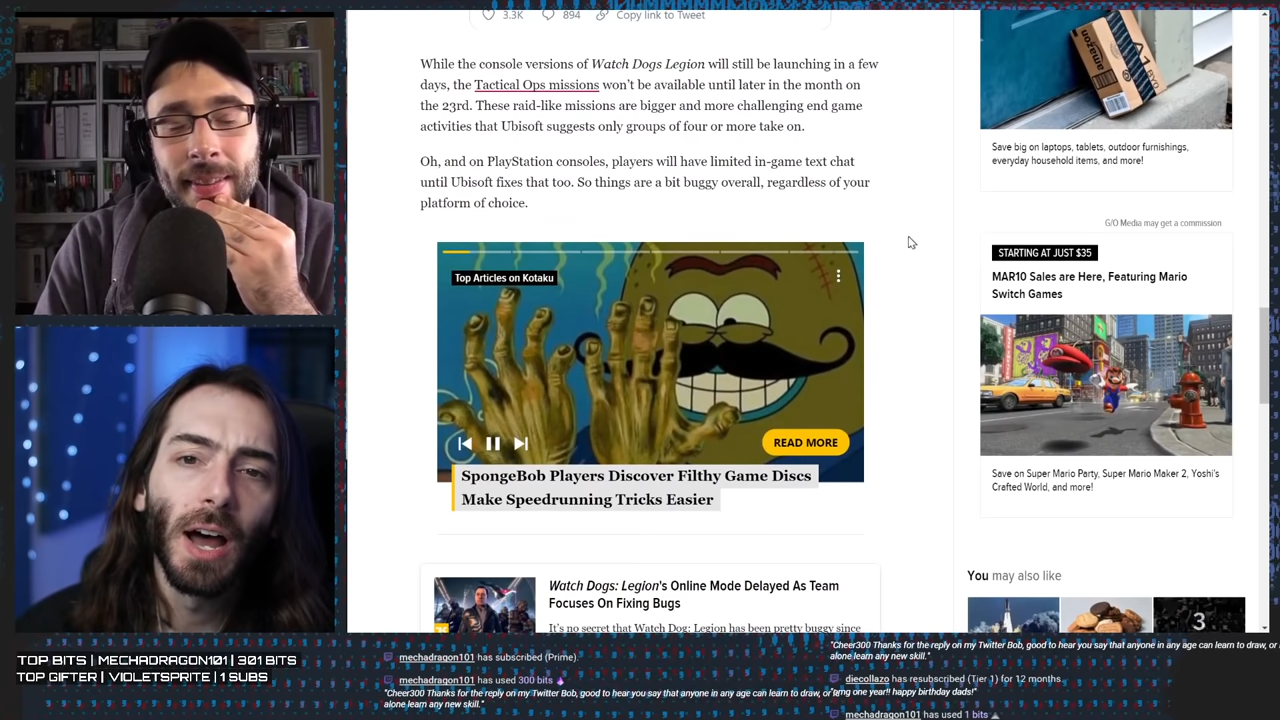 3.3K 894 Copy link to Tweet
While the console versions of Watch Dogs Legion will still be launching in a few
days, the Tactical Ops missions won't be available until later in the month on
the 23rd. These raid-like missions are bigger and more challenging end game
activities that Ubisoft suggests only groups of four or more take on.
Oh, and on PlayStation consoles, players will have limited in-game text chat
until Ubisoft fixes that too. So things are a bit buggy overall, regardless of your
platform of choice.
Top Articles on Kotaku
READ MORE
SpongeBob Players Discover Filthy Game Discs
Make Speedrunning Tricks Easier
Watch Dogs: Legion's Online Mode Delayed As Team
Focuses On Fixing Bugs
It's no secret that Watch Dog: Legion has been pretty buggy since
amazon
Save big on laptops, tablets, outdoor furnishings,
everyday household items, and more!
G/O Media may get a commission
STARTING AT JUST $35
MAR10 Sales are Here, Featuring Mario
Switch Games
Save on Super Mario Party, Super Mario Maker 2, Yoshi's
Crafted World, and more!
You may also like
3
TOP BITS | MECHADRAGON101 | 301 BITS
TOP GIFTER | VIOLETSPRITE | 1 SUBS
mechadragon101 has subscribed (Prime).
mechadragon101 has used 300 bits
"Cheer300 Thanks for the reply on my Twitter Bob, good to hear you say that anyone in any age can learn to draw, or
alone learn any new skill."
"Cheer300 Thanks for the reply on my Twitter Bob, good to hear you say that anyone in any age can learn to draw, or
alone learn any new skill."
diecollazo has resubscribed (Tier 1) for 12 months.
"omg one year!! happy birthday dads!"
mechadragon101 has used 1 bits